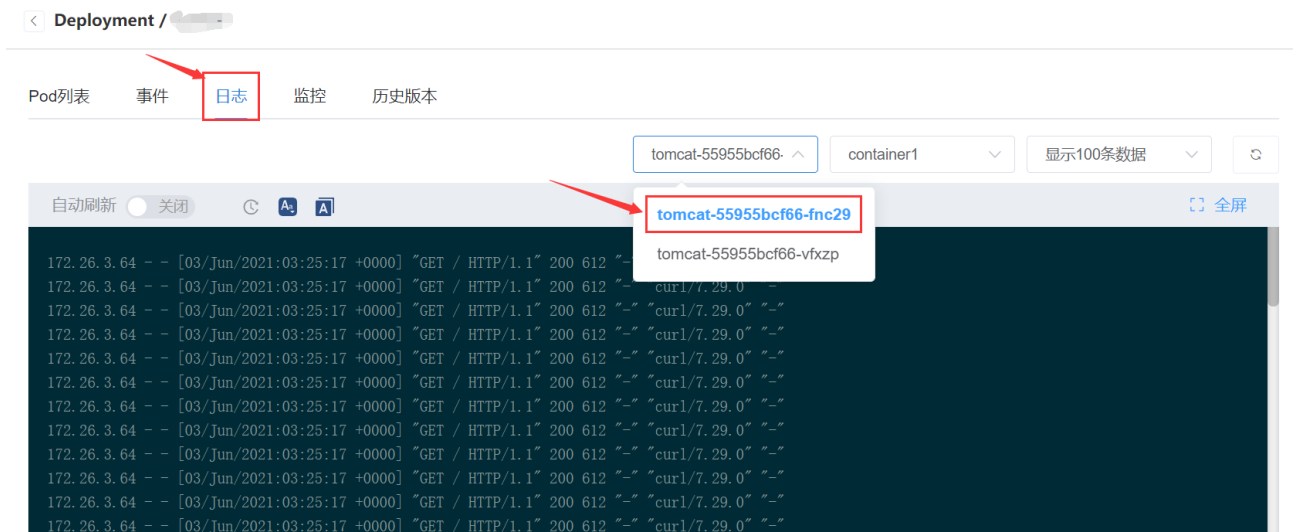 Deployment /
Pod列表 事件 日志 监控 历史版本
tomcat-55955bcf66- container1 显示100条数据
自动刷新 关闭 全屏
tomcat-55955bcf66-fnc29
tomcat-55955bcf66-vfxzp
172.26.3.64 - - [03/Jun/2021:03:25:17 +0000] "GET / HTTP/1.1" 200 612 "-"
172.26.3.64 - - [03/Jun/2021:03:25:17 +0000] "GET / HTTP/1.1" 200 612 "-" "curl/7.29.0" "-"
172.26.3.64 - - [03/Jun/2021:03:25:17 +0000] "GET / HTTP/1.1" 200 612 "-" "curl/7.29.0" "-"
172.26.3.64 - - [03/Jun/2021:03:25:17 +0000] "GET / HTTP/1.1" 200 612 "-" "curl/7.29.0" "-"
172.26.3.64 - - [03/Jun/2021:03:25:17 +0000] "GET / HTTP/1.1" 200 612 "-" "curl/7.29.0" "-"
172.26.3.64 - - [03/Jun/2021:03:25:17 +0000] "GET / HTTP/1.1" 200 612 "-" "curl/7.29.0" "-"
172.26.3.64 - - [03/Jun/2021:03:25:17 +0000] "GET / HTTP/1.1" 200 612 "-" "curl/7.29.0" "-"
172.26.3.64 - - [03/Jun/2021:03:25:17 +0000] "GET / HTTP/1.1" 200 612 "-" "curl/7.29.0" "-"
172.26.3.64 - - [03/Jun/2021:03:25:17 +0000] "GET / HTTP/1.1" 200 612 "-" "curl/7.29.0" "-"
172.26.3.64 - - [03/Jun/2021:03:25:17 +0000] "GET / HTTP/1.1" 200 612 "-" "curl/7.29.0" "-"
172.26.3.64 - - [03/Jun/2021:03:25:17 +0000] "GET / HTTP/1.1" 200 612 "-" "curl/7.29.0" "-"
172.26.3.64 - - [03/Jun/2021:03:25:17 +0000] "GET / HTTP/1.1" 200 612 "-" "curl/7.29.0" "-"